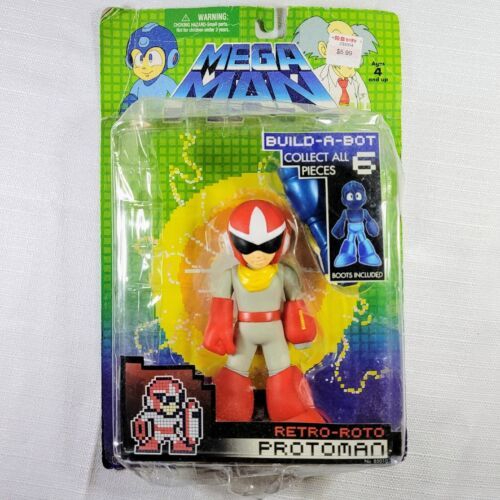 WARNING:
CHOKING HAZARD-Small parts.
Not for children under 3 years.
MEGA
MAN
$5.99
Ages
4
and up
BUILD-A-BOT
COLLECT ALL
PIECES
6
BOOTS INCLUDED
RETRO-ROTO
PROTOMAN